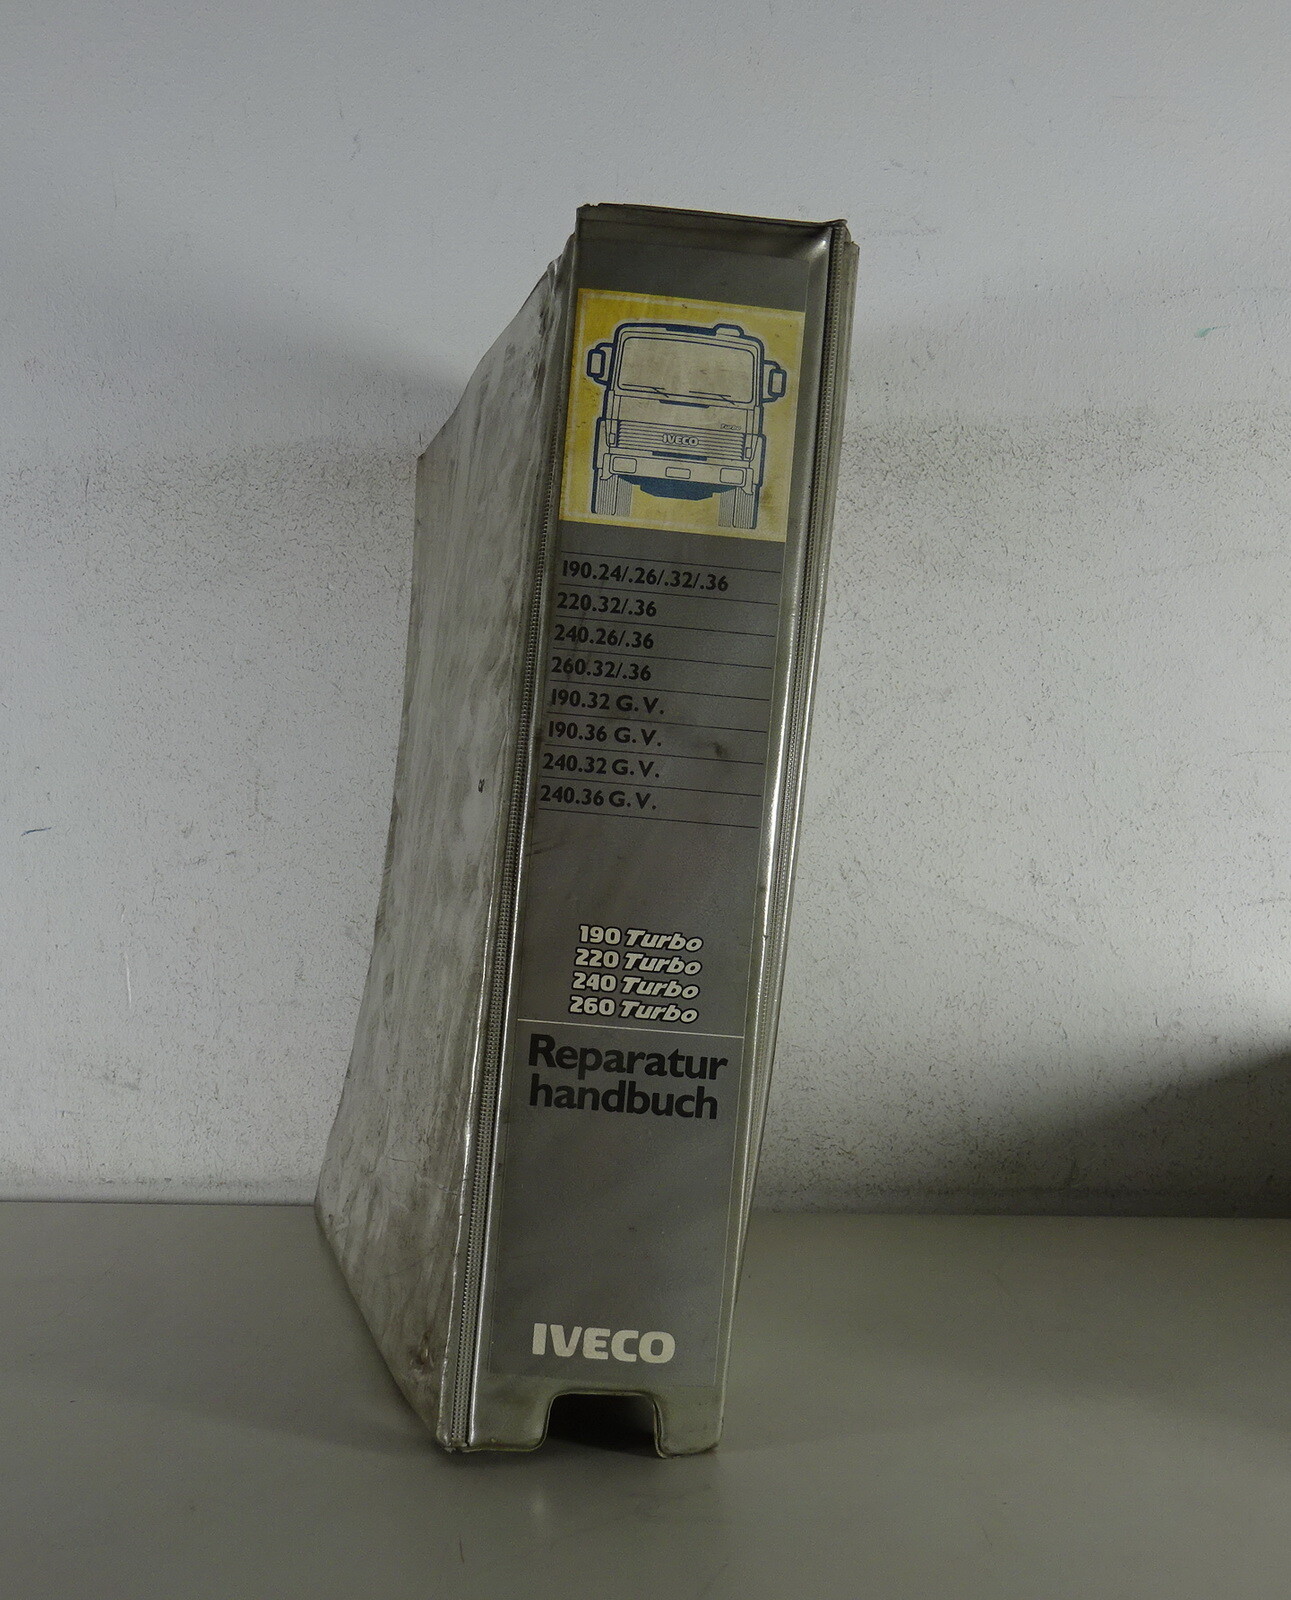 Turbo
IVECO
190.24/.26/.32/.36
220.32/.36
240.26/.36
260.32/.36
190.32 G.V.
190.36 G.V.
240.32 G.V.
240.36 G.V.
190 Turbo
220 Turbo
240 Turbo
260 Turbo
Reparatur
handbuch
IVECO